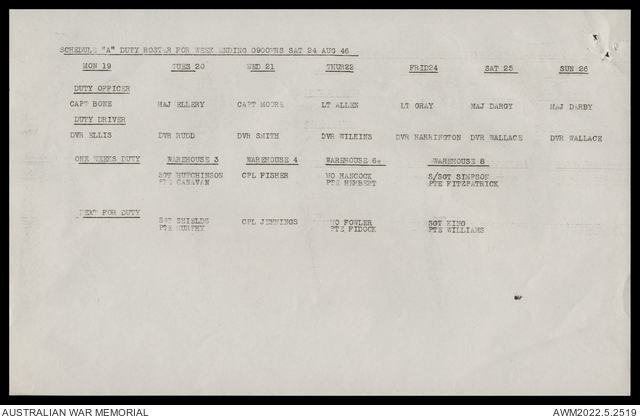 SCHEDULE "A" DUTY ROSTER FOR WEEK ENDING 0900HRS SAT 24 AUG 46
MON 19 TUES 20 WED 21 THUR22 FRID24 SAT 25 SUN 26
DUTY OFFICER
CAPT BONE MAJ ELLERY CAPT MOORE LT ALLEN LT GRAY MAJ DARGY MAJ DARBY
DUTY DRIVER
DVR ELLIS DVR RUDD DVR SMITH DVR WILKINS DVR HARRINGTON DVR WALLACE DVR WALLACE
ONE WEEKS DUTY WAREHOUSE 3 WAREHOUSE 4 WAREHOUSE 6 WAREHOUSE 8
SGT HUTCHINSON CPL FISHER WO HANCOCK S/SGT SIMPSON
PTE CANAVAN PTE HERBERT PTE FITZPATRICK
NEXT FOR DUTY SGT SHIELDS CPL JENNINGS WO FOWLER SGT KING
PTE MURPHY PTE FIDOCK PTE WILLIAMS
AUSTRALIAN WAR MEMORIAL AWM2022.5.2519